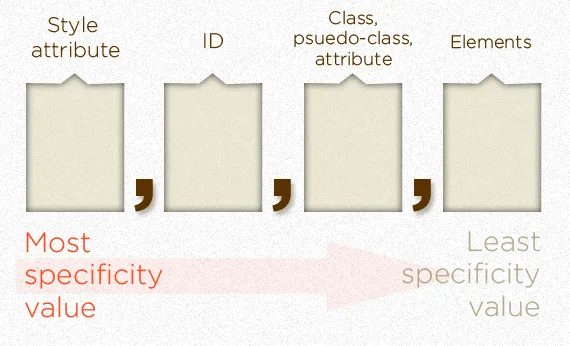 Style
attribute
ID
Class,
psuedo-class,
attribute
Elements
, , ,
Most
specificity
value
Least
specificity
value